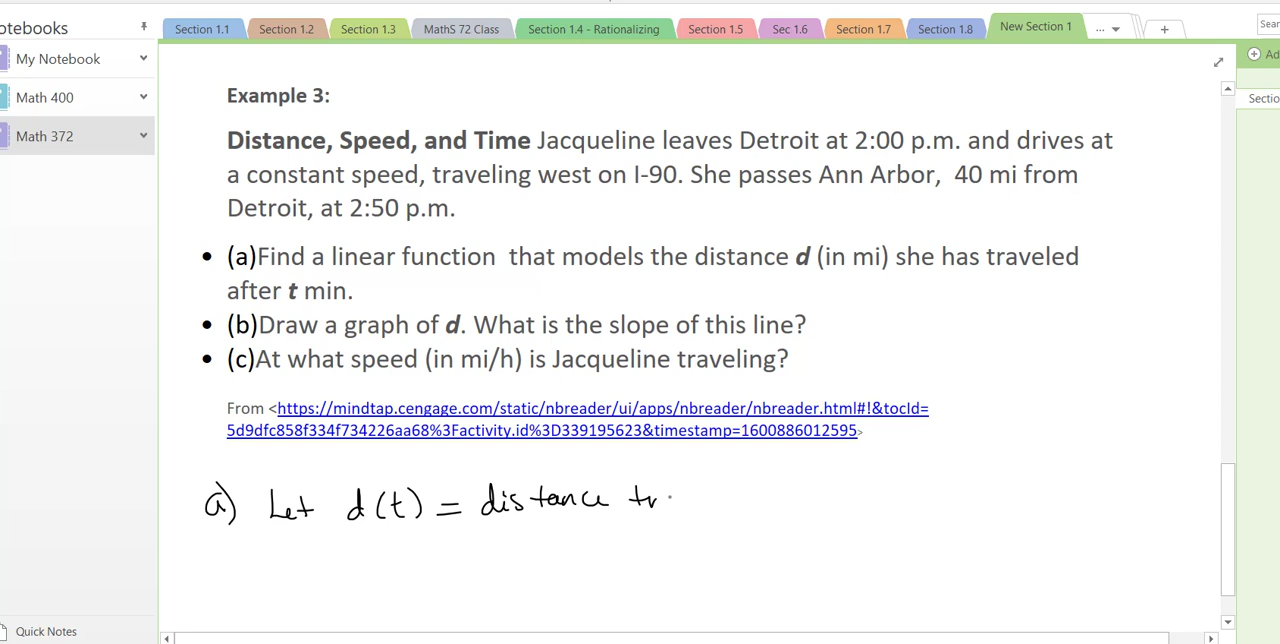 otebooks
Section 1.1
Section 1.2
Section 1.3
MathS 72 Class
Section 1.4 - Rationalizing
Section 1.5
Sec 1.6
Section 1.7
Section 1.8
New Section 1
...
+
Sear
My Notebook
Math 400
Math 372
Ad
Sectio
Example 3:
Distance, Speed, and Time Jacqueline leaves Detroit at 2:00 p.m. and drives at
a constant speed, traveling west on I-90. She passes Ann Arbor, 40 mi from
Detroit, at 2:50 p.m.
• (a)Find a linear function that models the distance d (in mi) she has traveled
after t min.
• (b)Draw a graph of d. What is the slope of this line?
• (c)At what speed (in mi/h) is Jacqueline traveling?
From <https://mindtap.cengage.com/static/nbreader/ui/apps/nbreader/nbreader.html#!&tocId=
5d9dfc858f334f734226aa68%3Factivity.id%3D339195623&timestamp=1600886012595>
a) Let d(t) = distance tr
Quick Notes